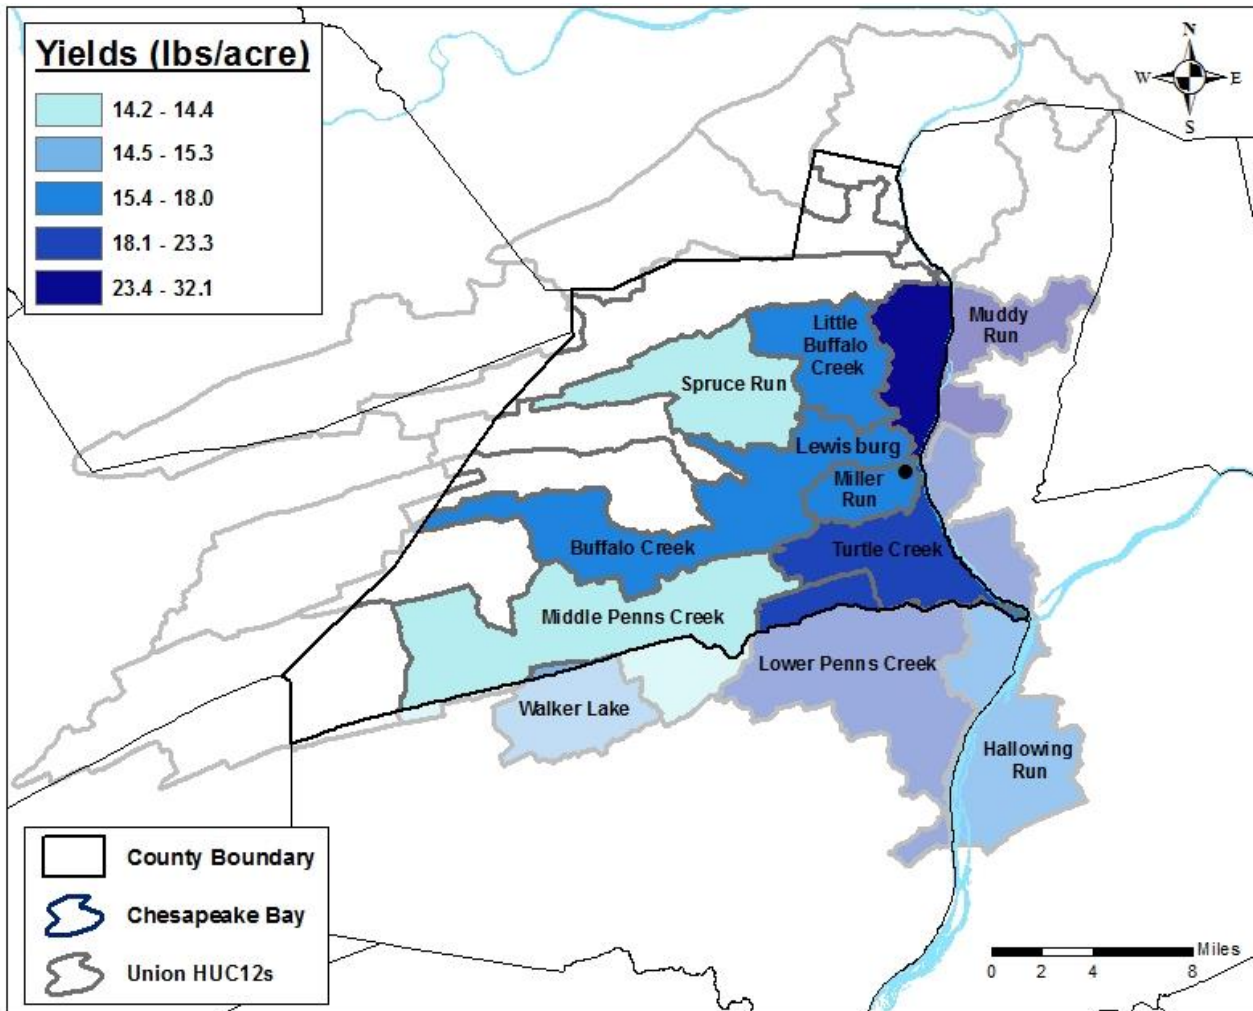 Yields (lbs/acre)
14.2 - 14.4
14.5 - 15.3
15.4 - 18.0
18.1 - 23.3
23.4 - 32.1
N
W E
S
Muddy
Run
Little
Buffalo
Creek
Spruce Run
Lewisburg
Miller
Run
Buffalo Creek
Turtle Creek
Middle Penns Creek
Lower Penns Creek
Walker Lake
Hallowing
Run
County Boundary
Chesapeake Bay
Union HUC12s
Miles
0 2 4 8